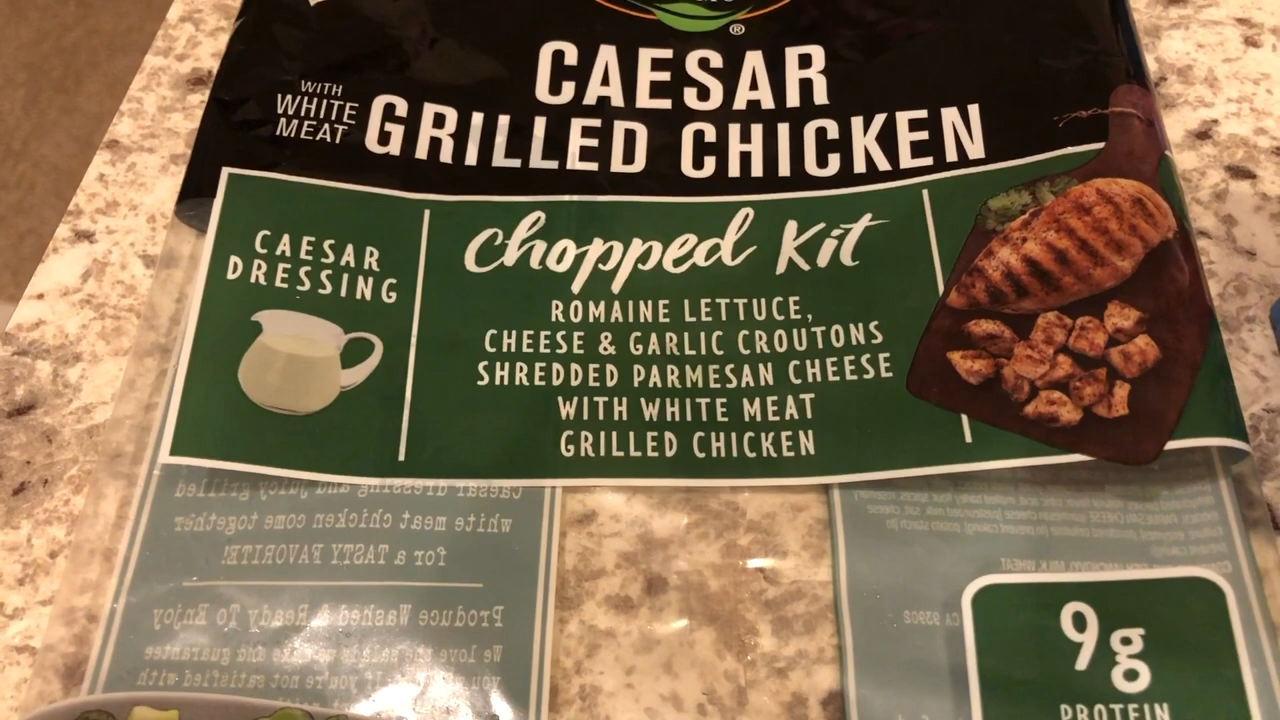 ®
CAESAR
WITH
WHITE
MEAT
GRILLED CHICKEN
CAESAR
DRESSING
chopped Kit
ROMAINE LETTUCE,
CHEESE & GARLIC CROUTONS
SHREDDED PARMESAN CHEESE
WITH WHITE MEAT
GRILLED CHICKEN
caesar dressing and juicy grilled
white meat chicken come together
for a TASTY FAVORITE!
Produce Washed & Ready To Enjoy
We love the salads we make and guarantee
If you're not satisfied with
CA 93902
9g
PROTEIN